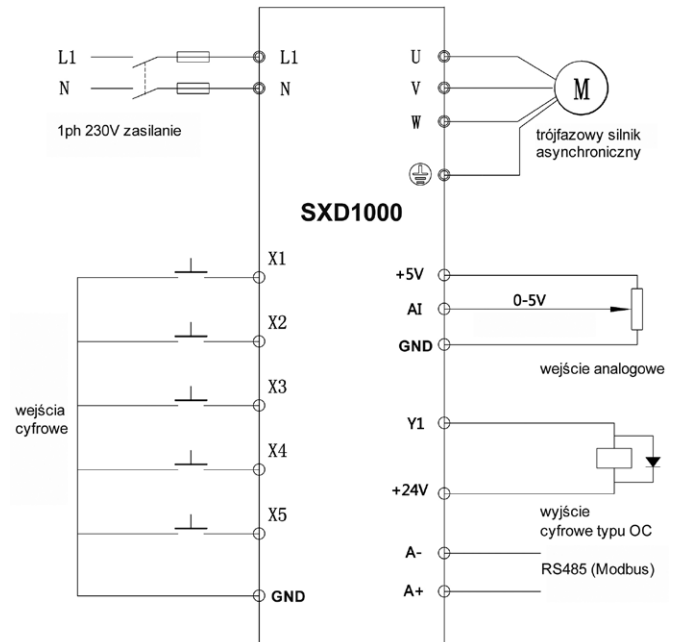 L1
L1
N
N
1ph 230V zasilanie
U
V
W
M
trójfazowy silnik
asynchroniczny
SXD1000
X1
X2
X3
X4
X5
GND
wejścia
cyfrowe
+5V
AI
0-5V
GND
wejście analogowe
Y1
+24V
wyjście
cyfrowe typu OC
A-
A+
RS485 (Modbus)